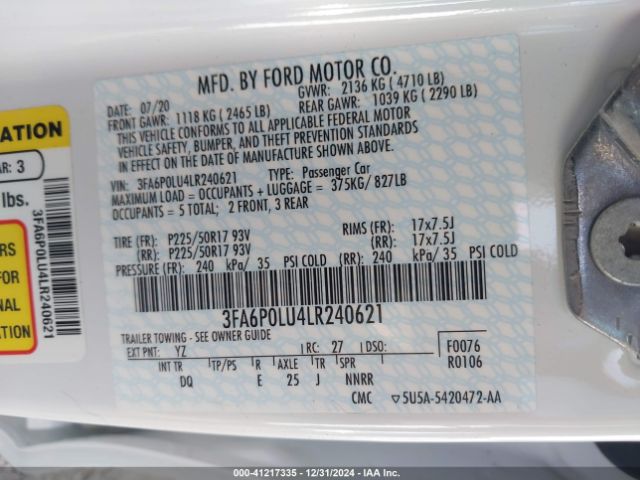 MFD. BY FORD MOTOR CO.
DATE: 07/20 GVWR: 2136 KG ( 4710 LB)
FRONT GAWR: 1118 KG ( 2465 LB) REAR GAWR: 1039 KG ( 2290 LB)
THIS VEHICLE CONFORMS TO ALL APPLICABLE FEDERAL MOTOR
VEHICLE SAFETY, BUMPER, AND THEFT PREVENTION STANDARDS
IN EFFECT ON THE DATE OF MANUFACTURE SHOWN ABOVE.
VIN: 3FA6P0LU4LR240621 TYPE: Passenger Car
MAXIMUM LOAD = OCCUPANTS + LUGGAGE = 375KG/ 827LB
OCCUPANTS = 5 TOTAL; 2 FRONT, 3 REAR
TIRE (FR): P225/50R17 93V RIMS (FR): 17x7.5J
(RR): P225/50R17 93V (RR): 17x7.5J
PRESSURE (FR): 240 kPa/ 35 PSI COLD (RR): 240 kPa/35 PSI COLD
3FA6P0LU4LR240621
TRAILER TOWING - SEE OWNER GUIDE
EXT PNT: YZ RC: 27 DSO: F0076
INT TR TP/PS R AXLE TR SPR R0106
DQ E 25 J NNRR
CMC ▽5U5A-5420472-AA
ATION
AR: 3
lbs.
ERS
FOR
NAL
ATION
3FA6P0LU4LR240621
00-41217335 - 12/31/2024 - IAA Inc.